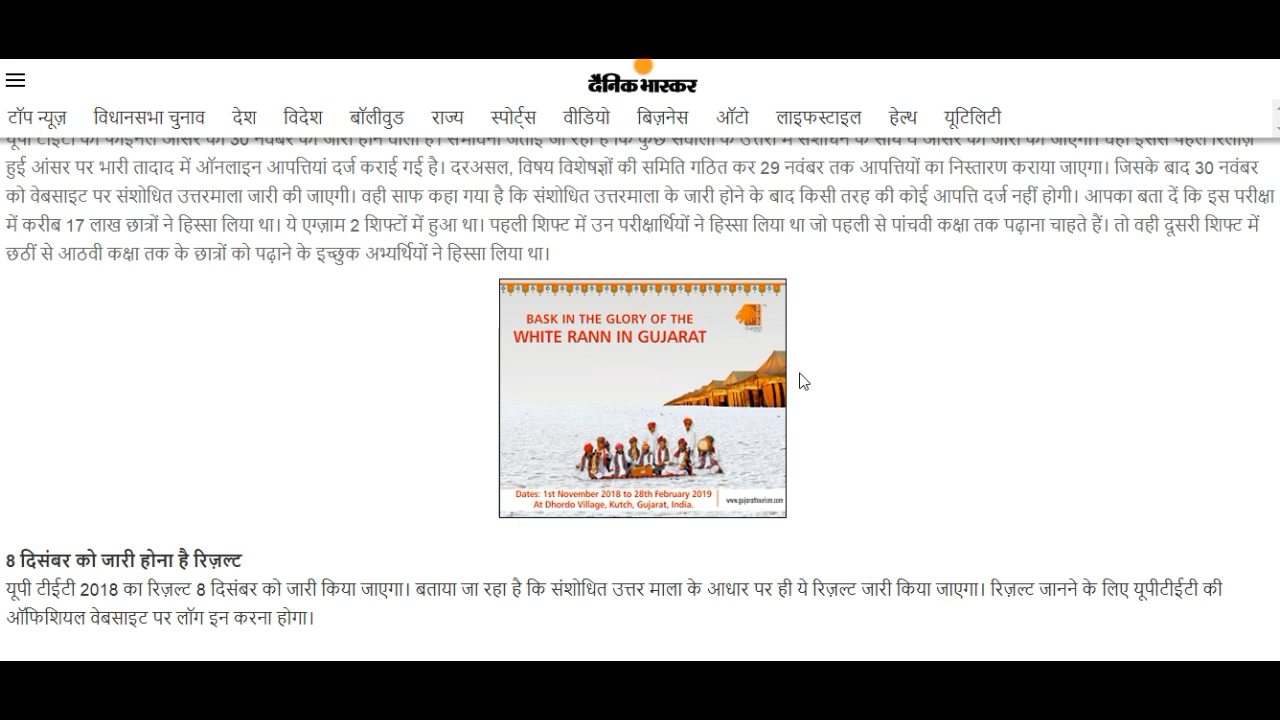 दैनिक भास्कर
टॉप न्यूज़ विधानसभा चुनाव देश विदेश बॉलीवुड राज्य स्पोर्ट्स वीडियो बिज़नेस ऑटो लाइफस्टाइल हेल्थ यूटिलिटी
हुई आंसर पर भारी तादाद में ऑनलाइन आपत्तियां दर्ज कराई गई है। दरअसल, विषय विशेषज्ञों की समिति गठित कर 29 नवंबर तक आपत्तियों का निस्तारण कराया जाएगा। जिसके बाद 30 नवंबर
को वेबसाइट पर संशोधित उत्तरमाला जारी की जाएगी। वही साफ कहा गया है कि संशोधित उत्तरमाला के जारी होने के बाद किसी तरह की कोई आपत्ति दर्ज नहीं होगी। आपका बता दें कि इस परीक्षा
में करीब 17 लाख छात्रों ने हिस्सा लिया था। ये एग्ज़ाम 2 शिफ्टों में हुआ था। पहली शिफ्ट में उन परीक्षार्थियों ने हिस्सा लिया था जो पहली से पांचवी कक्षा तक पढ़ाना चाहते हैं। तो वही दूसरी शिफ्ट में
छठीं से आठवी कक्षा तक के छात्रों को पढ़ाने के इच्छुक अभ्यर्थियों ने हिस्सा लिया था।
BASK IN THE GLORY OF THE
WHITE RANN IN GUJARAT
Dates: 1st November 2018 to 28th February 2019
At Dhordo Village, Kutch, Gujarat, India.
www.gujarattourism.com
8 दिसंबर को जारी होना है रिज़ल्ट
यूपी टीईटी 2018 का रिज़ल्ट 8 दिसंबर को जारी किया जाएगा। बताया जा रहा है कि संशोधित उत्तर माला के आधार पर ही ये रिज़ल्ट जारी किया जाएगा। रिज़ल्ट जानने के लिए यूपीटीईटी की
ऑफिशियल वेबसाइट पर लॉग इन करना होगा।